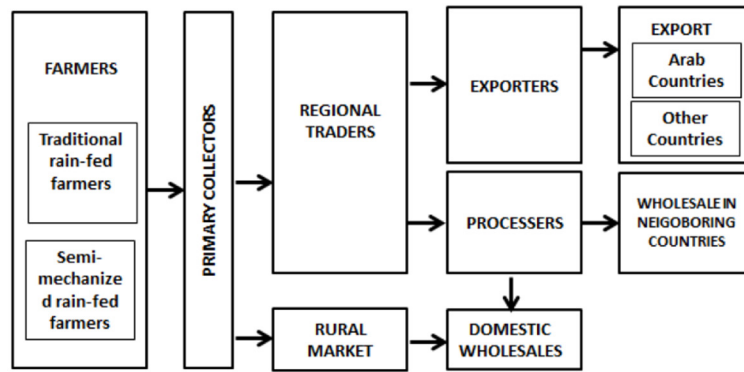 FARMERS
Traditional
rain-fed
farmers
Semi-
mechanize
d rain-fed
farmers
PRIMARY COLLECTORS
REGIONAL
TRADERS
RURAL
MARKET
EXPORTERS
PROCESSERS
DOMESTIC
WHOLESALES
EXPORT
Arab
Countries
Other
Countries
WHOLESALE IN
NEIGOBORING
COUNTRIES